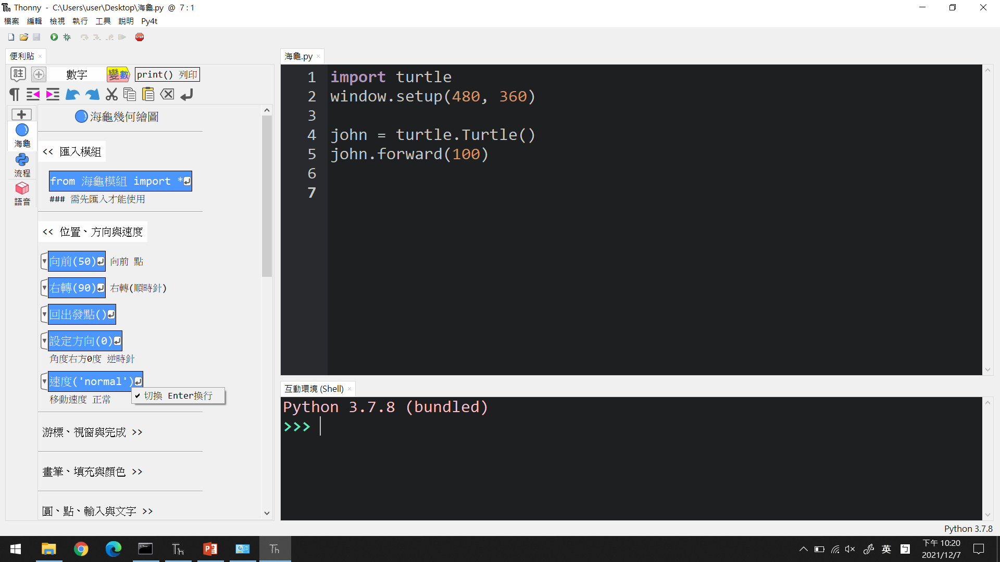 Thonny - C:\Users\user\Desktop\海龜.py @ 7 : 1
檔案 編輯 檢視 執行 工具 說明 Py4t
STOP
便利貼 ×
註 數字 變數 print() 列印
海龜
流程
語音
海龜幾何繪圖
<< 匯入模組
from 海龜模組 import *
### 需先匯入才能使用
<< 位置、方向與速度
向前(50) 向前 點
右轉(90) 右轉(順時針)
回出發點()
設定方向(0)
角度右方0度 逆時針
速度('normal')
移動速度 正常
✔ 切換 Enter換行
游標、視窗與完成 >>
畫筆、填充與顏色 >>
圓、點、輸入與文字 >>
海龜.py ×
1 import turtle
2 window.setup(480, 360)
3
4 john = turtle.Turtle()
5 john.forward(100)
6
7
互動環境 (Shell) ×
Python 3.7.8 (bundled)
>>>
Python 3.7.8
英
下午 10:20
2021/12/7